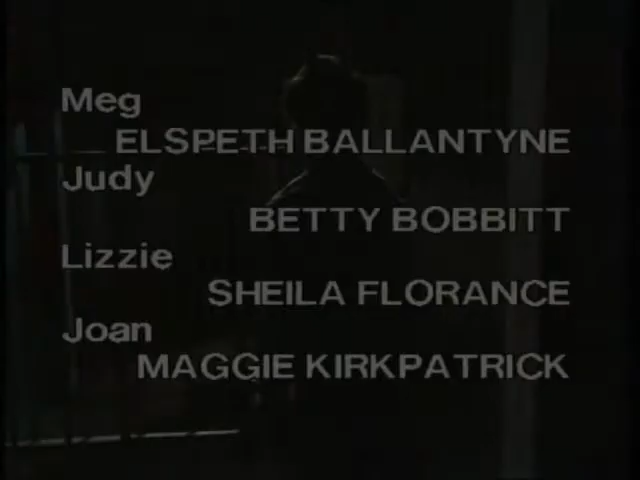 Meg
ELSPETH BALLANTYNE
Judy
BETTY BOBBITT
Lizzie
SHEILA FLORANCE
Joan
MAGGIE KIRKPATRICK